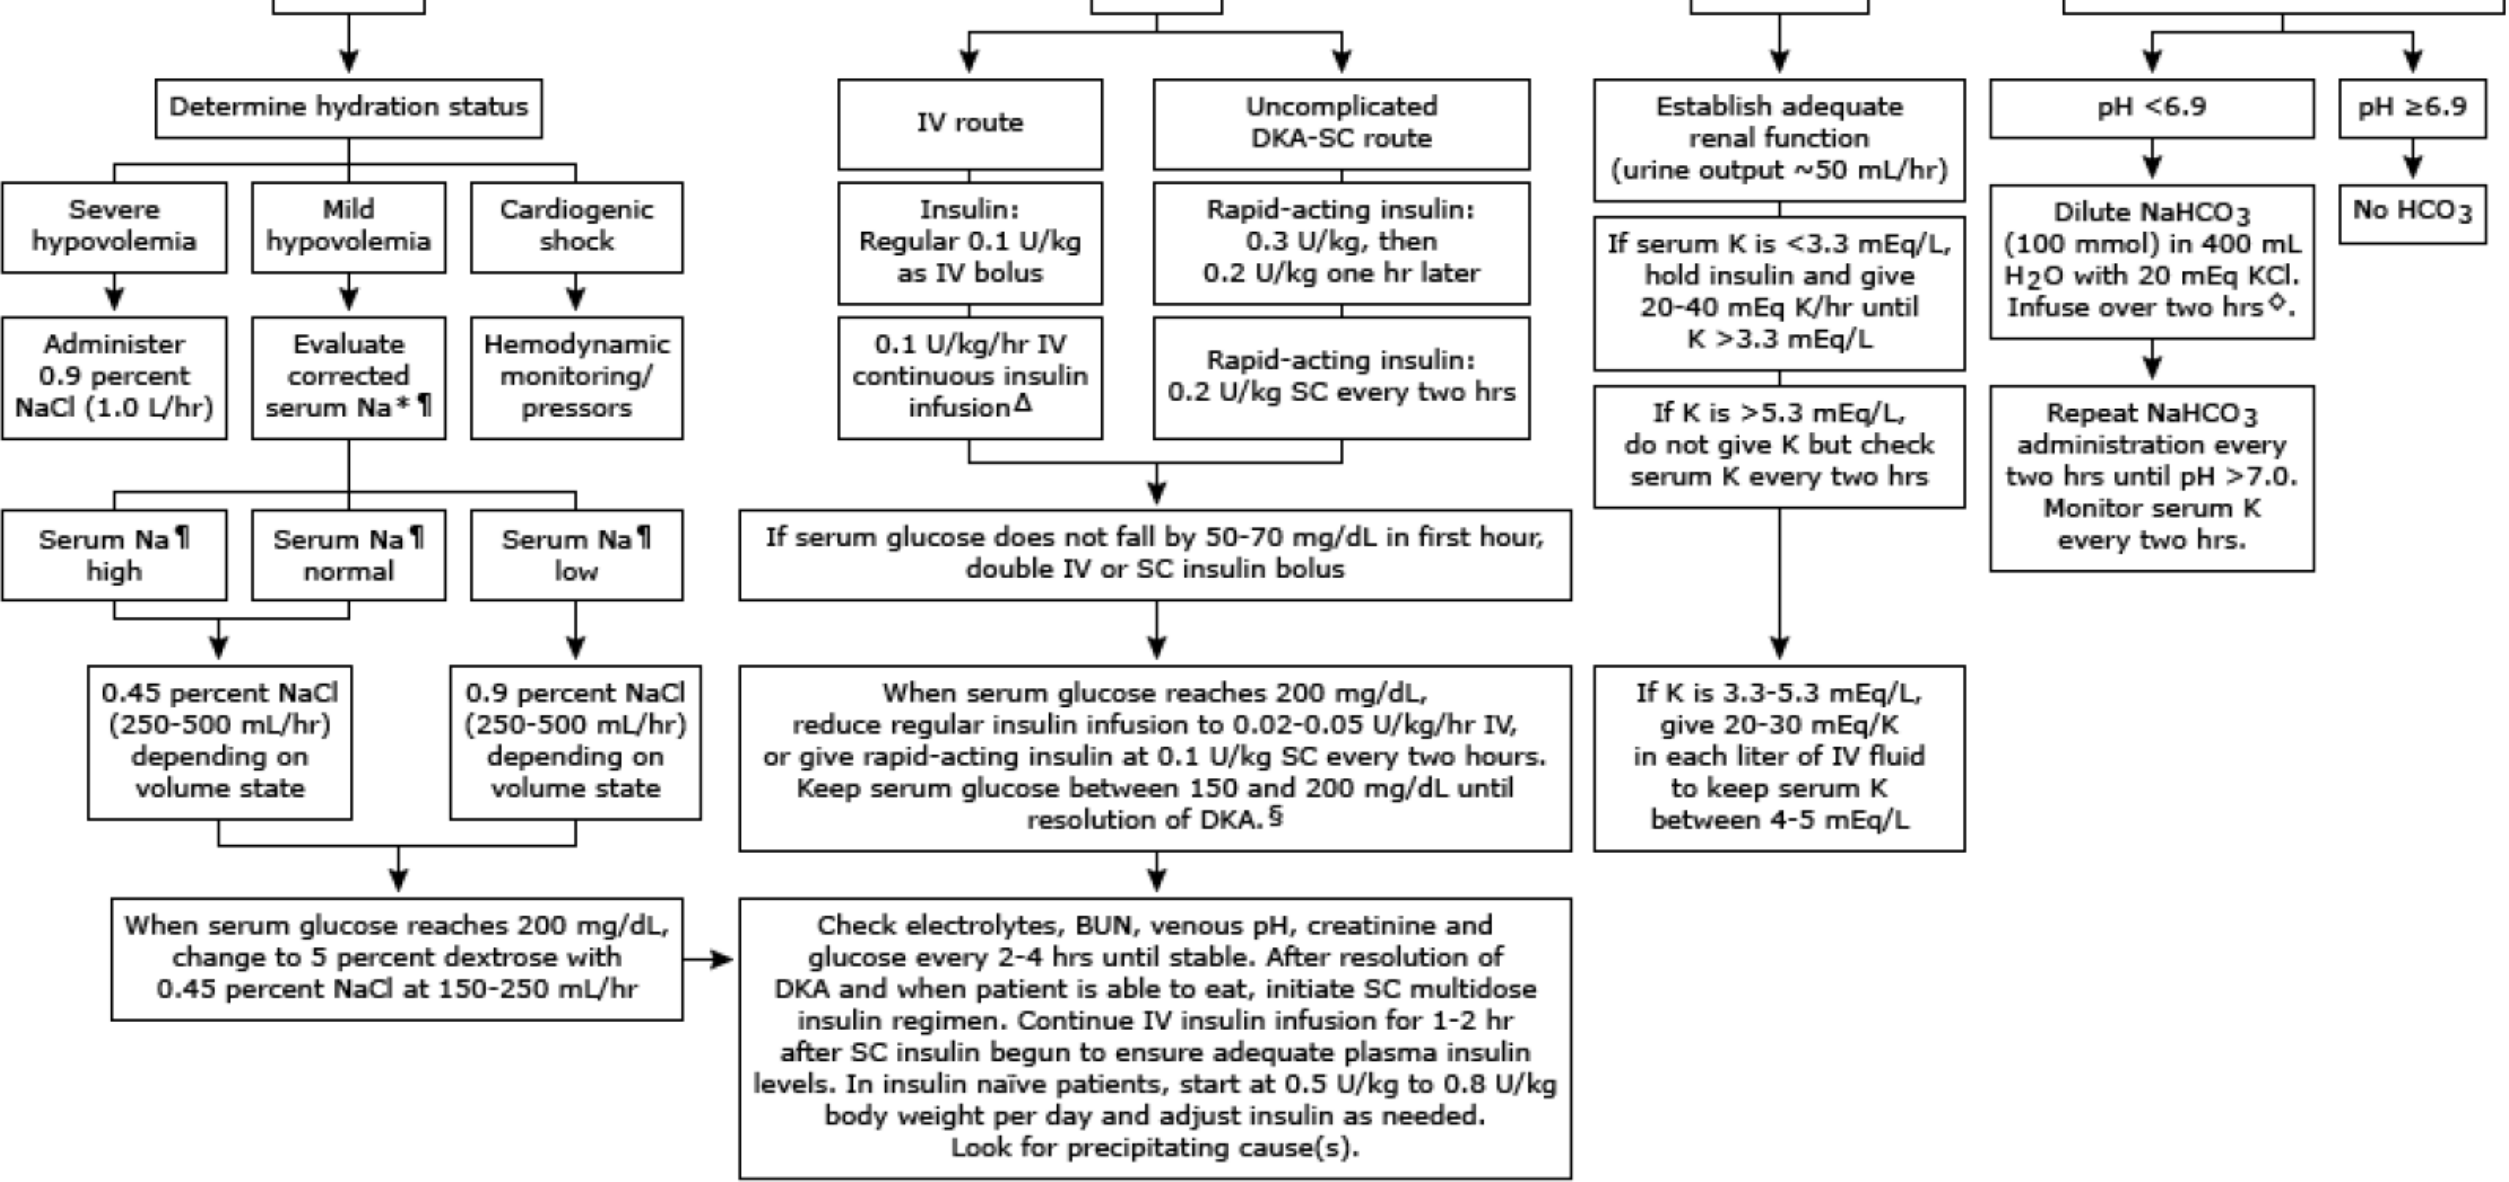 Determine hydration status
Severe
hypovolemia
Mild
hypovolemia
Cardiogenic
shock
Administer
0.9 percent
NaCl (1.0 L/hr)
Evaluate
corrected
serum Na*¶
Hemodynamic
monitoring/
pressors
Serum Na¶
high
Serum Na¶
normal
Serum Na¶
low
0.45 percent NaCl
(250-500 mL/hr)
depending on
volume state
0.9 percent NaCl
(250-500 mL/hr)
depending on
volume state
When serum glucose reaches 200 mg/dL,
change to 5 percent dextrose with
0.45 percent NaCl at 150-250 mL/hr
IV route
Uncomplicated
DKA-SC route
Insulin:
Regular 0.1 U/kg
as IV bolus
Rapid-acting insulin:
0.3 U/kg, then
0.2 U/kg one hr later
0.1 U/kg/hr IV
continuous insulin
infusionΔ
Rapid-acting insulin:
0.2 U/kg SC every two hrs
If serum glucose does not fall by 50-70 mg/dL in first hour,
double IV or SC insulin bolus
When serum glucose reaches 200 mg/dL,
reduce regular insulin infusion to 0.02-0.05 U/kg/hr IV,
or give rapid-acting insulin at 0.1 U/kg SC every two hours.
Keep serum glucose between 150 and 200 mg/dL until
resolution of DKA.§
Check electrolytes, BUN, venous pH, creatinine and
glucose every 2-4 hrs until stable. After resolution of
DKA and when patient is able to eat, initiate SC multidose
insulin regimen. Continue IV insulin infusion for 1-2 hr
after SC insulin begun to ensure adequate plasma insulin
levels. In insulin naïve patients, start at 0.5 U/kg to 0.8 U/kg
body weight per day and adjust insulin as needed.
Look for precipitating cause(s).
Establish adequate
renal function
(urine output ~50 mL/hr)
If serum K is <3.3 mEq/L,
hold insulin and give
20-40 mEq K/hr until
K >3.3 mEq/L
If K is >5.3 mEq/L,
do not give K but check
serum K every two hrs
If K is 3.3-5.3 mEq/L,
give 20-30 mEq/K
in each liter of IV fluid
to keep serum K
between 4-5 mEq/L
pH <6.9
pH ≥6.9
Dilute NaHCO3
(100 mmol) in 400 mL
H2O with 20 mEq KCl.
Infuse over two hrs◇.
No HCO3
Repeat NaHCO3
administration every
two hrs until pH >7.0.
Monitor serum K
every two hrs.